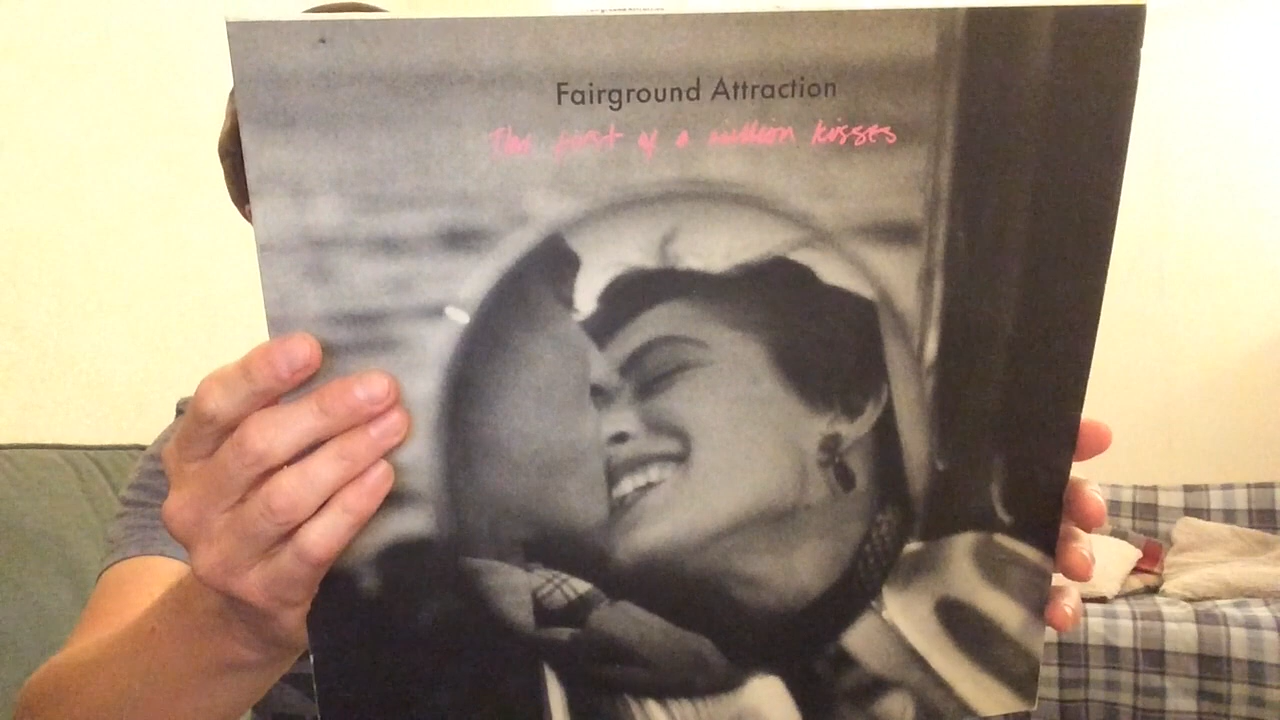 Fairground Attraction
The first of a million kisses